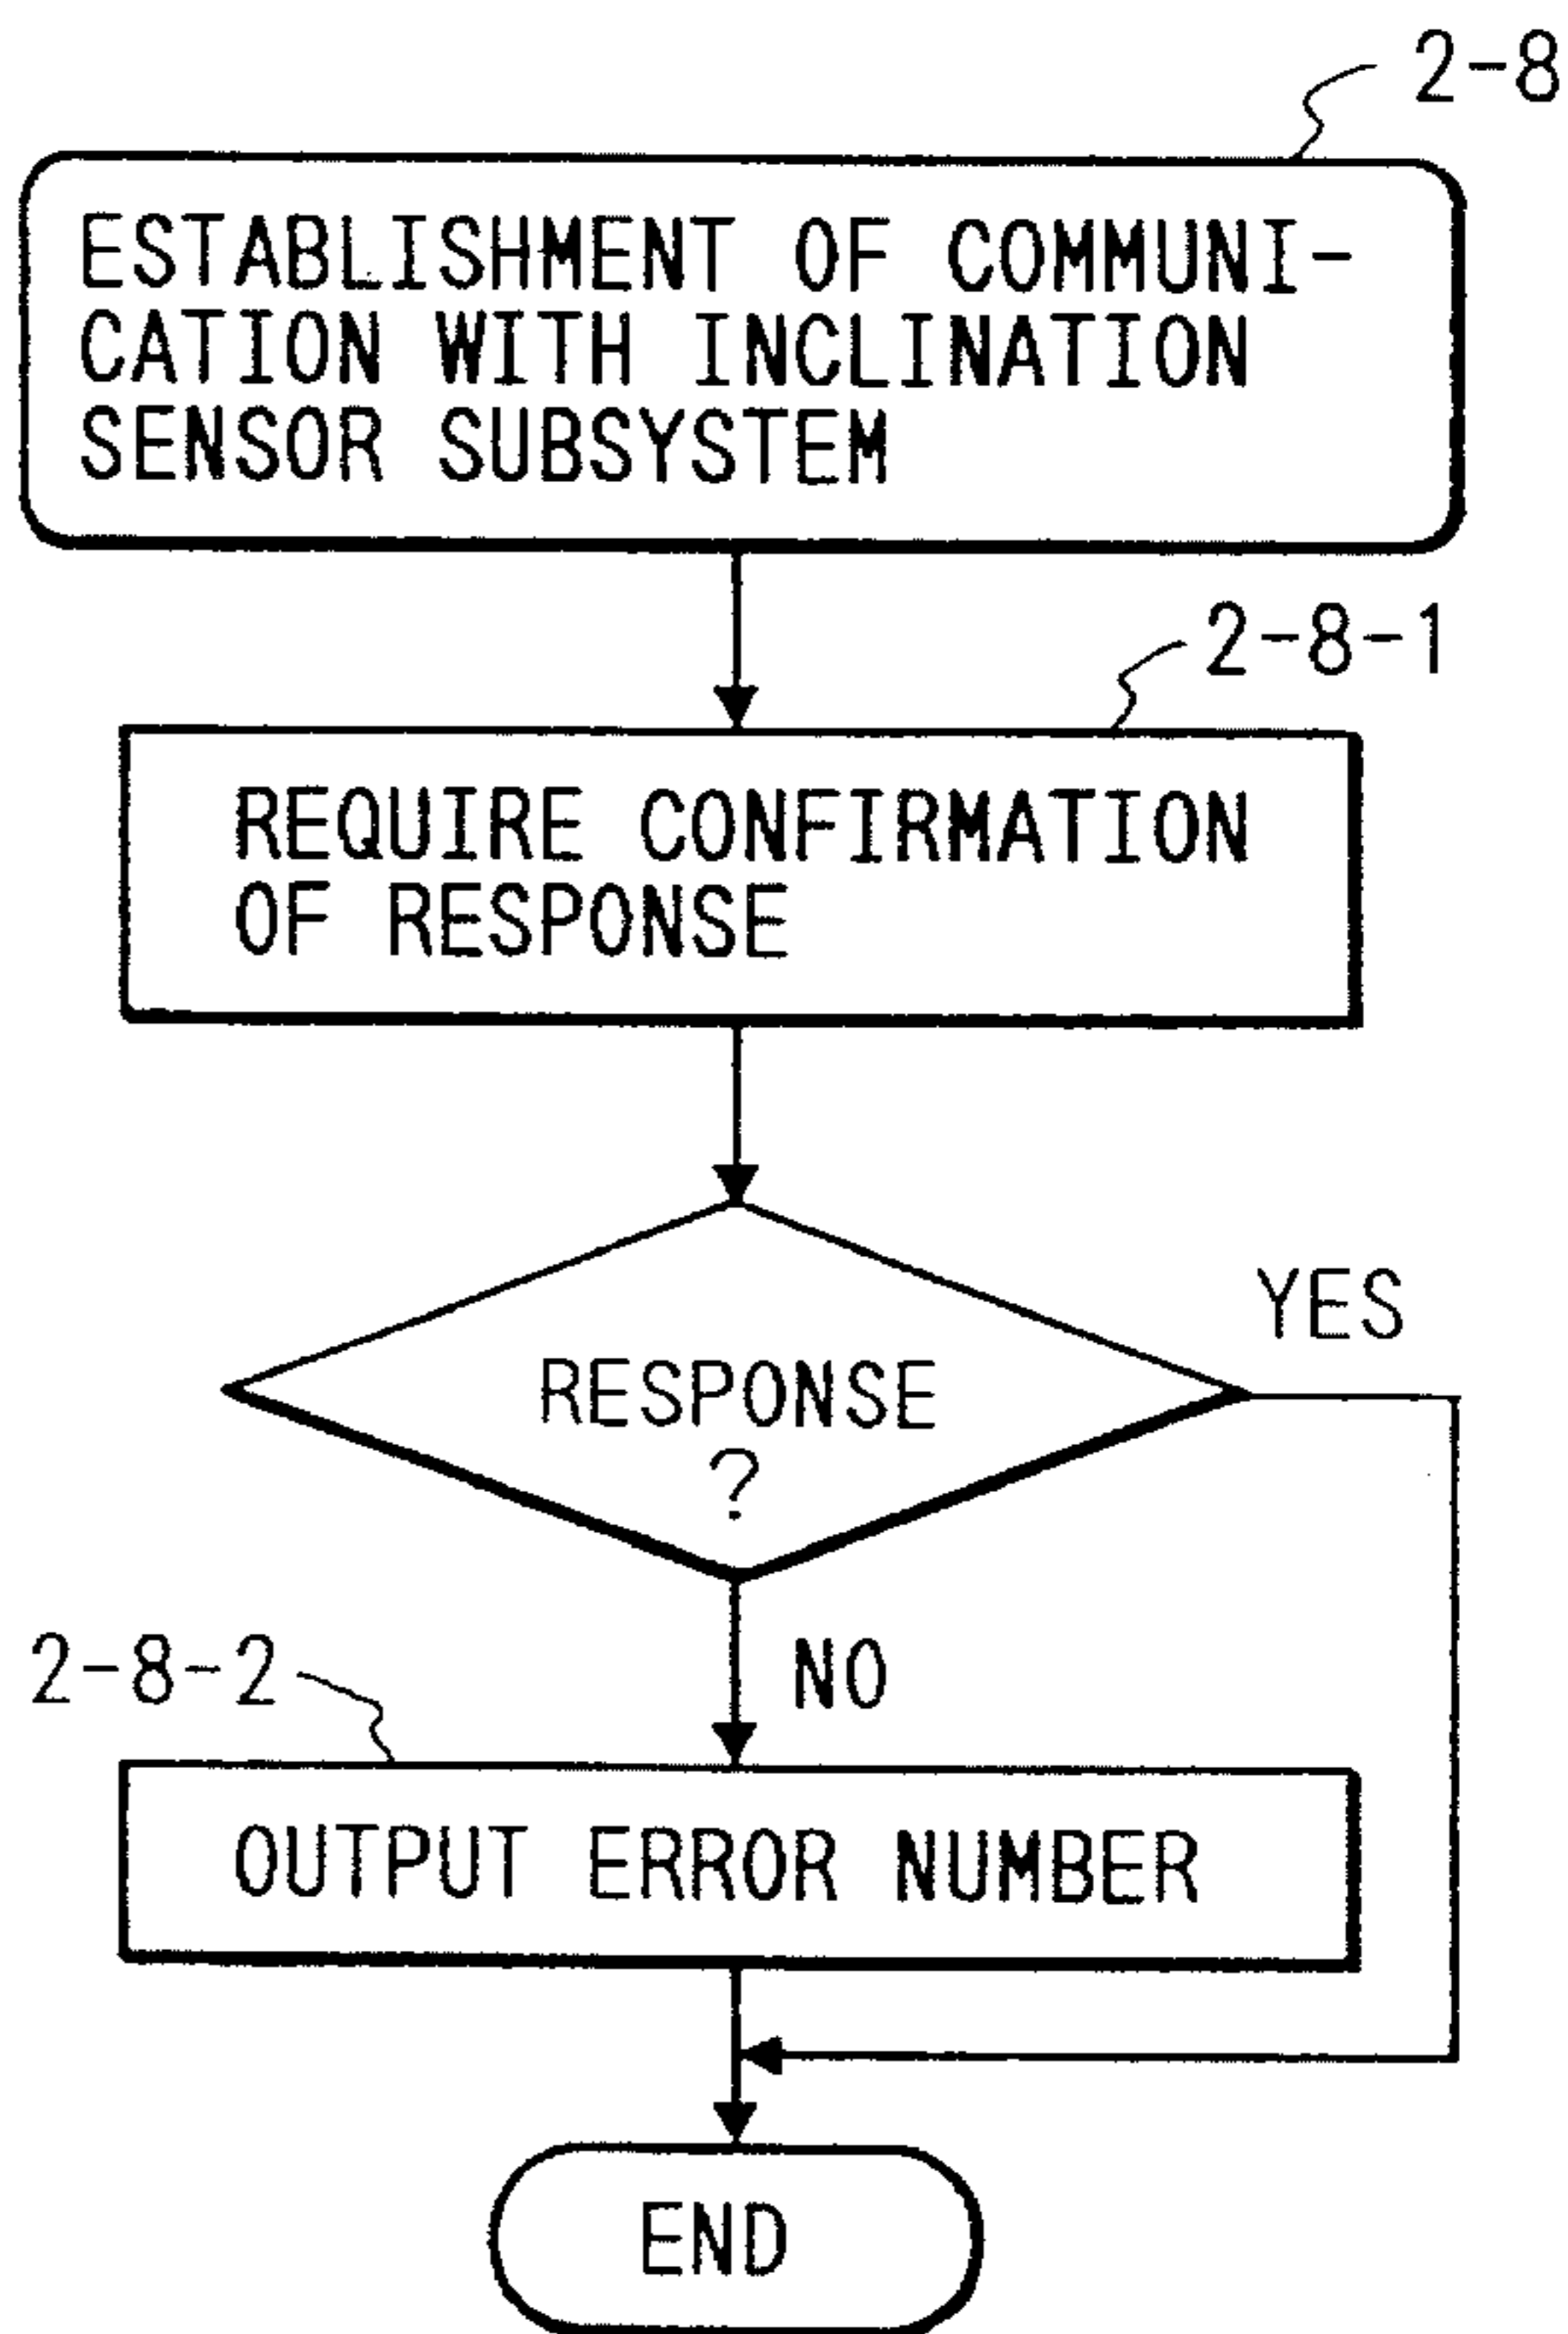 2-8
ESTABLISHMENT OF COMMUNI-
CATION WITH INCLINATION
SENSOR SUBSYSTEM
2-8-1
REQUIRE CONFIRMATION
OF RESPONSE
YES
RESPONSE
?
2-8-2
NO
OUTPUT ERROR NUMBER
END